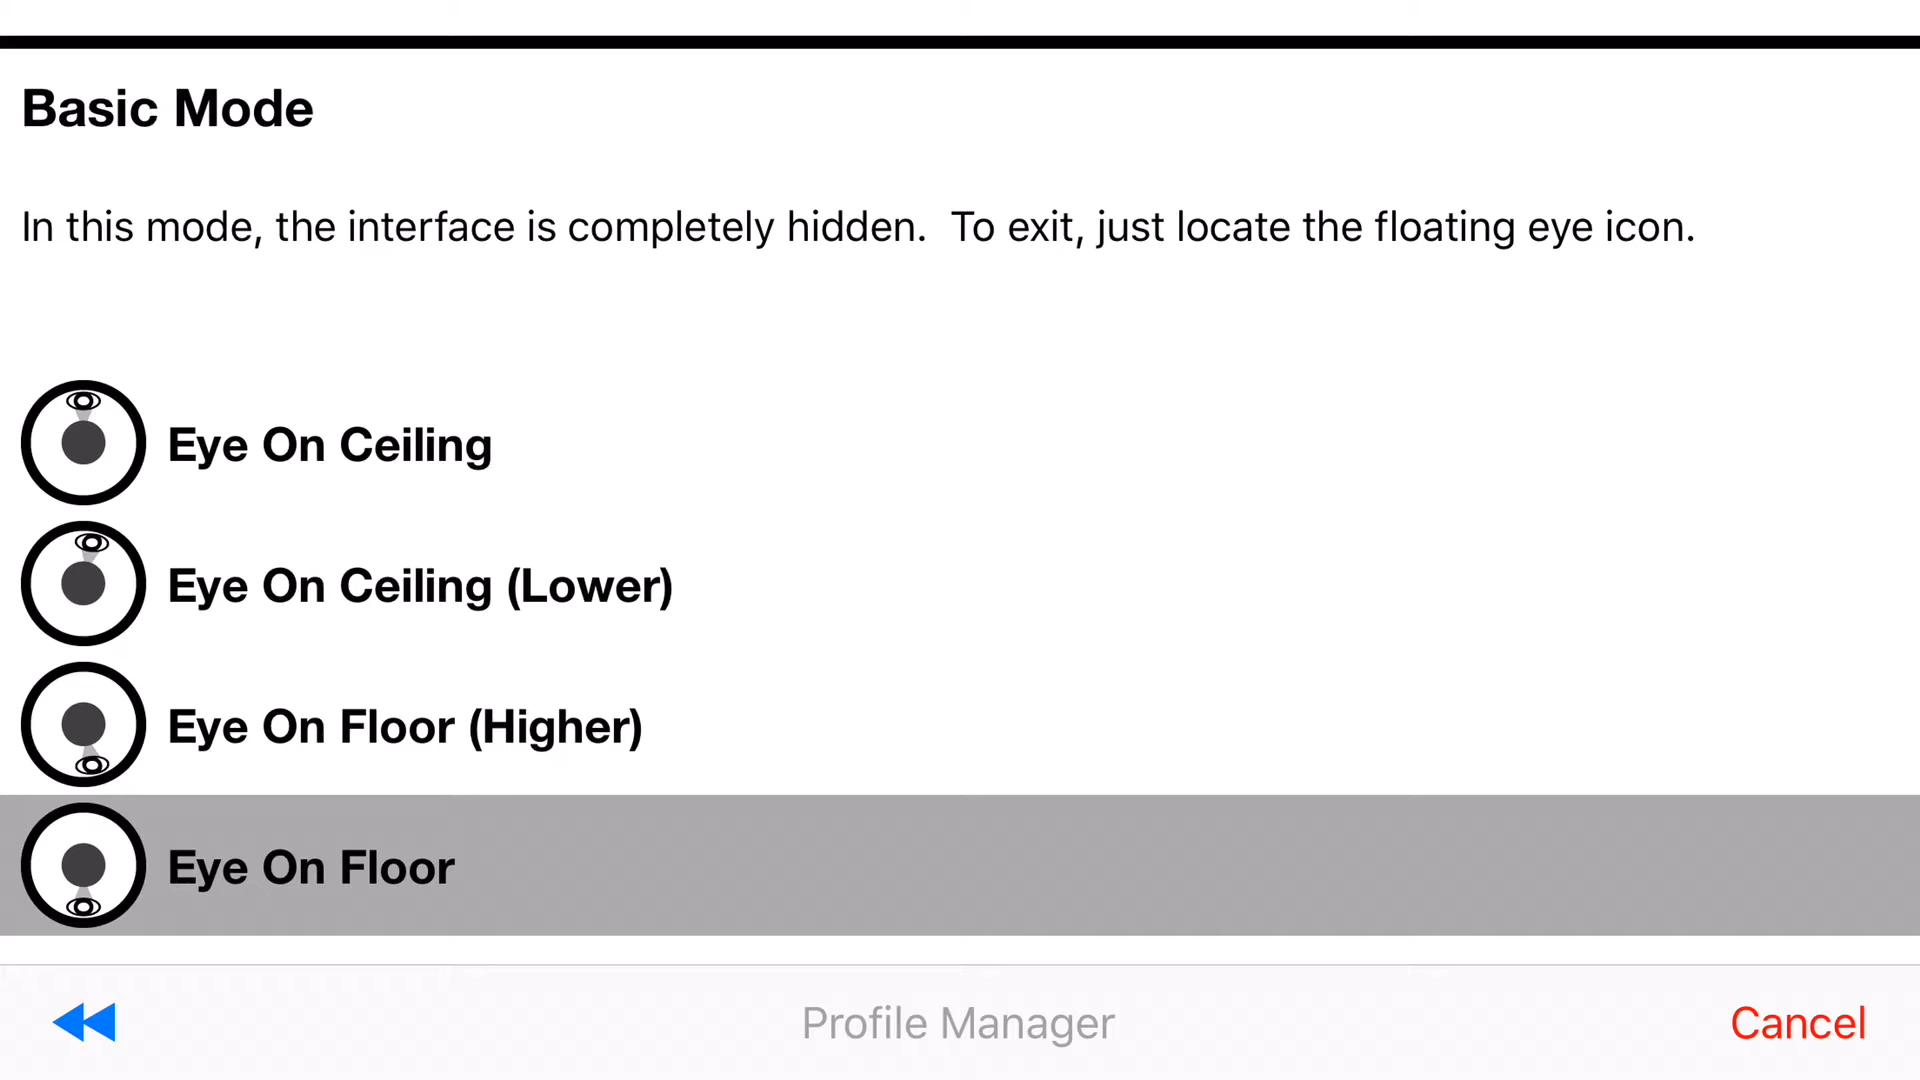 Basic Mode
In this mode, the interface is completely hidden.  To exit, just locate the floating eye icon.
Eye On Ceiling
Eye On Ceiling (Lower)
Eye On Floor (Higher)
Eye On Floor
Profile Manager
Cancel